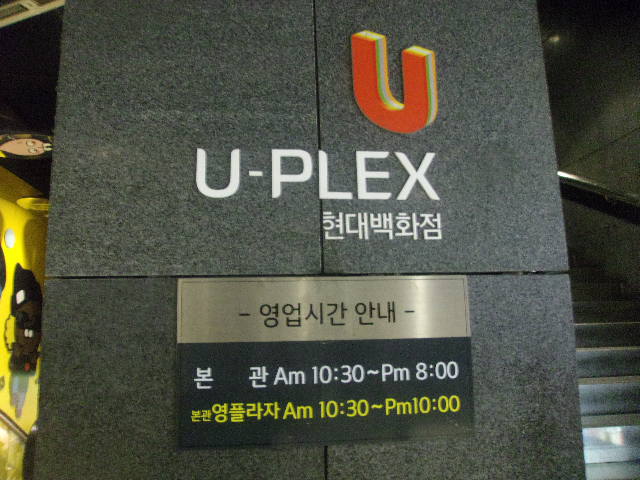 U
U-PLEX
현대백화점
- 영업시간 안내 -
본 관 Am 10:30~Pm 8:00
본관영플라자 Am 10:30~Pm10:00